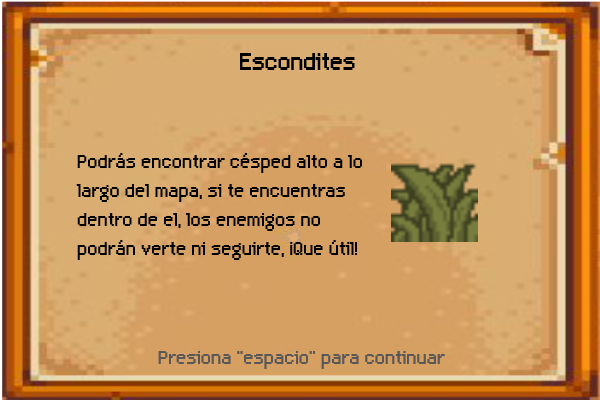 Escondites
Podrás encontrar césped alto a lo
largo del mapa, si te encuentras
dentro de el, los enemigos no
podrán verte ni seguirte, ¡Que útil!
Presiona "espacio" para continuar